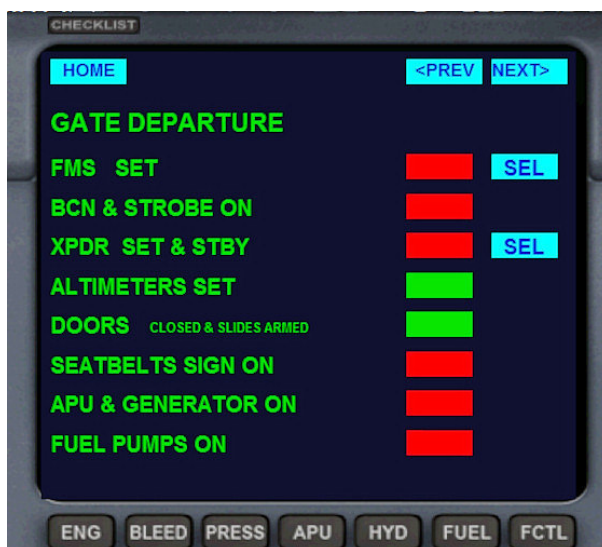 CHECKLIST
HOME <PREV NEXT>
GATE DEPARTURE
FMS SET SEL
BCN & STROBE ON
XPDR SET & STBY SEL
ALTIMETERS SET
DOORS CLOSED & SLIDES ARMED
SEATBELTS SIGN ON
APU & GENERATOR ON
FUEL PUMPS ON
ENG BLEED PRESS APU HYD FUEL FCTL